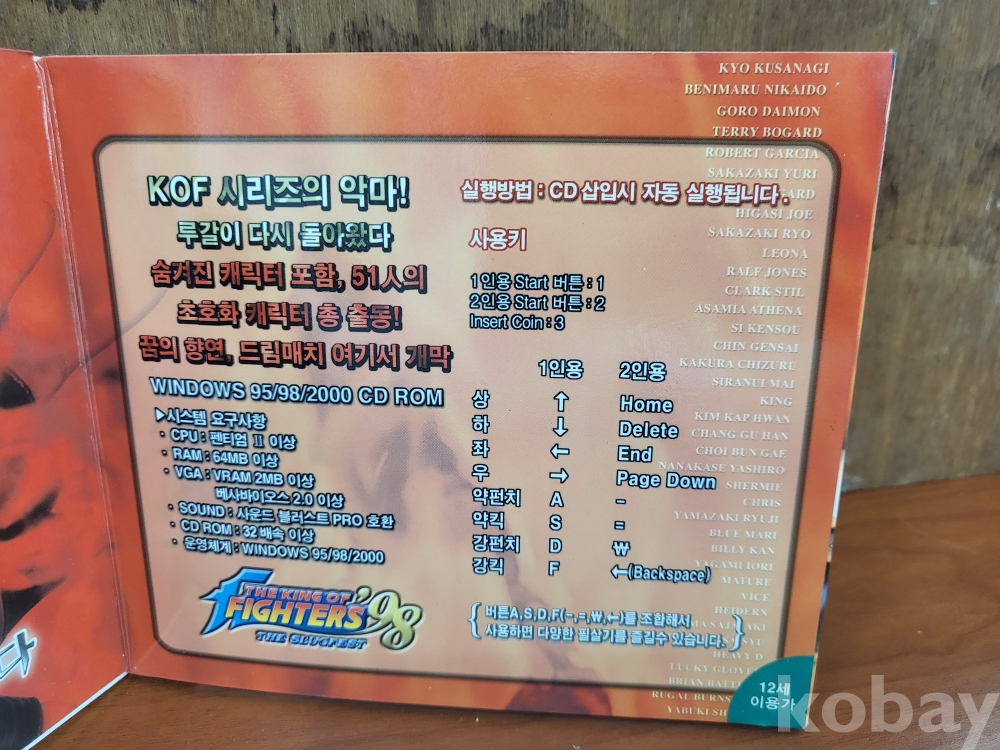 KOF 시리즈의 악마!
루갈이 다시 돌아왔다
숨겨진 캐릭터 포함, 51人의
초호화 캐릭터 총 출동!
꿈의 향연, 드림매치 여기서 개막
WINDOWS 95/98/2000 CD ROM
▶시스템 요구사항
· CPU : 펜티엄 II 이상
· RAM : 64MB 이상
· VGA : VRAM 2MB 이상
베사바이오스 2.0 이상
· SOUND : 사운드 블러스트 PRO 호환
· CD ROM : 32 배속 이상
· 운영체계 : WINDOWS 95/98/2000
THE KING OF
FIGHTERS '98
THE SLUGFEST
실행방법 : CD 삽입시 자동 실행됩니다.
사용키
1인용 Start 버튼 : 1
2인용 Start 버튼 : 2
Insert Coin : 3
1인용 2인용
상 ↑ Home
하 ↓ Delete
좌 ← End
우 → Page Down
약펀치 A -
약킥 S =
강펀치 D ₩
강킥 F ←(Backspace)
{ 버튼A,S,D,F(-,=,₩,←)를 조합해서
사용하면 다양한 필살기를 즐길수 있습니다. }
KYO KUSANAGI
BENIMARU NIKAIDO
GORO DAIMON
TERRY BOGARD
ROBERT GARCIA
SAKAZAKI YURI
HIGASI JOE
SAKAZAKI RYO
LEONA
RALF JONES
CLARK STIL
ASAMIA ATHENA
SI KENSOU
CHIN GENSAI
KAKURA CHIZURU
SIRANUI MAI
KING
KIM KAP HWAN
CHANG GU HAN
CHOI BUN GAE
NANAKASE YASHIRO
SHERMIE
CHRIS
YAMAZAKI RYUJI
BLUE MARI
BILLY KAN
YAGAMI IORI
MATURE
VICE
HEIDERN
HEAVY D
LUCKY
BRIAN
RUGAL
YABUKI
12세
이용가
다
kobay